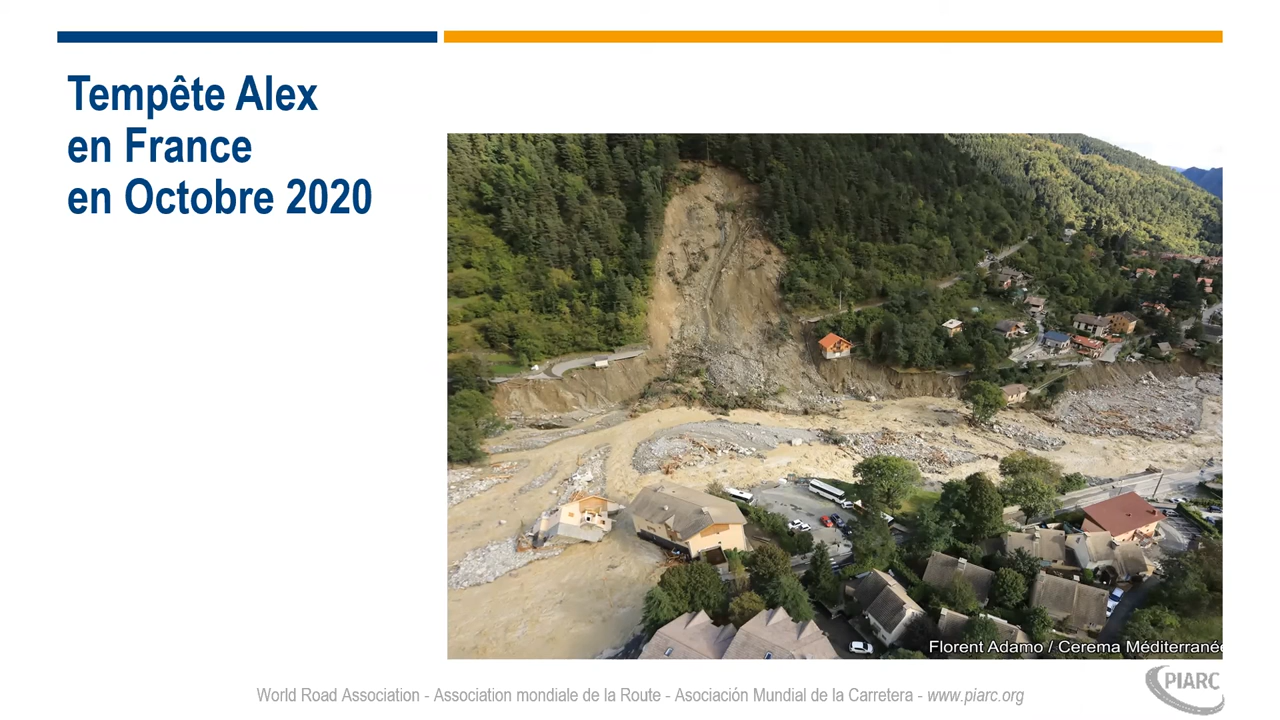 Tempête Alex
en France
en Octobre 2020
Florent Adamo / Cerema Méditerranée
World Road Association - Association mondiale de la Route - Asociación Mundial de la Carretera - www.piarc.org
PIARC